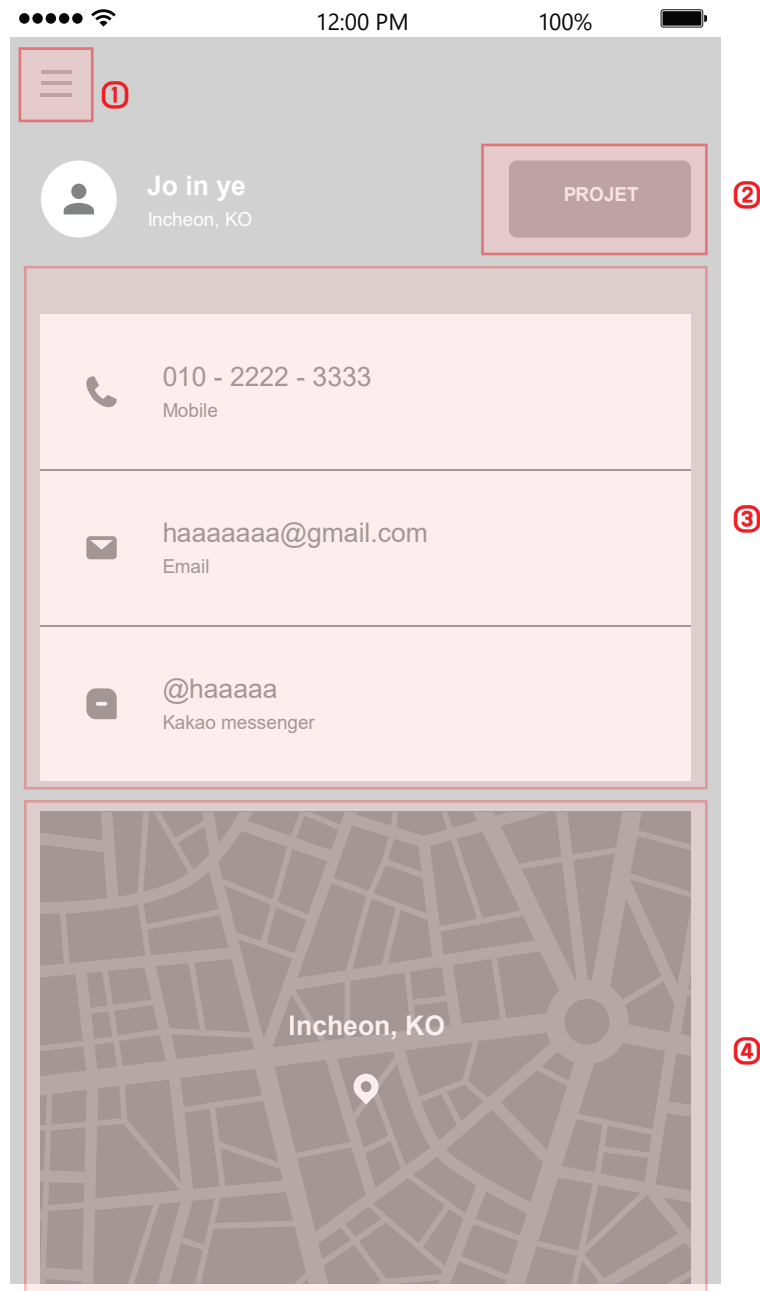 12:00 PM 100%
①
Jo in ye
Incheon, KO
PROJET
②
010 - 2222 - 3333
Mobile
haaaaaaa@gmail.com
Email
③
@haaaaa
Kakao messenger
Incheon, KO
④